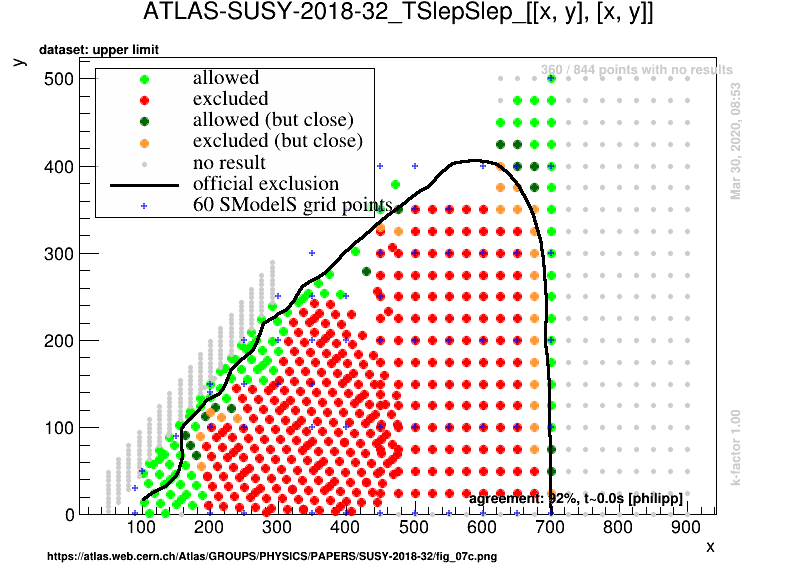 ATLAS-SUSY-2018-32_TSlepSlep_[[x, y], [x, y]]
dataset: upper limit
y
360 / 844 points with no results
allowed
excluded
allowed (but close)
excluded (but close)
no result
official exclusion
60 SModelS grid points
500
400
300
200
100
0
Mar 30, 2020, 08:53
k-factor 1.00
agreement: 92%, t~0.0s [philipp]
100 200 300 400 500 600 700 800 900
x
https://atlas.web.cern.ch/Atlas/GROUPS/PHYSICS/PAPERS/SUSY-2018-32/fig_07c.png